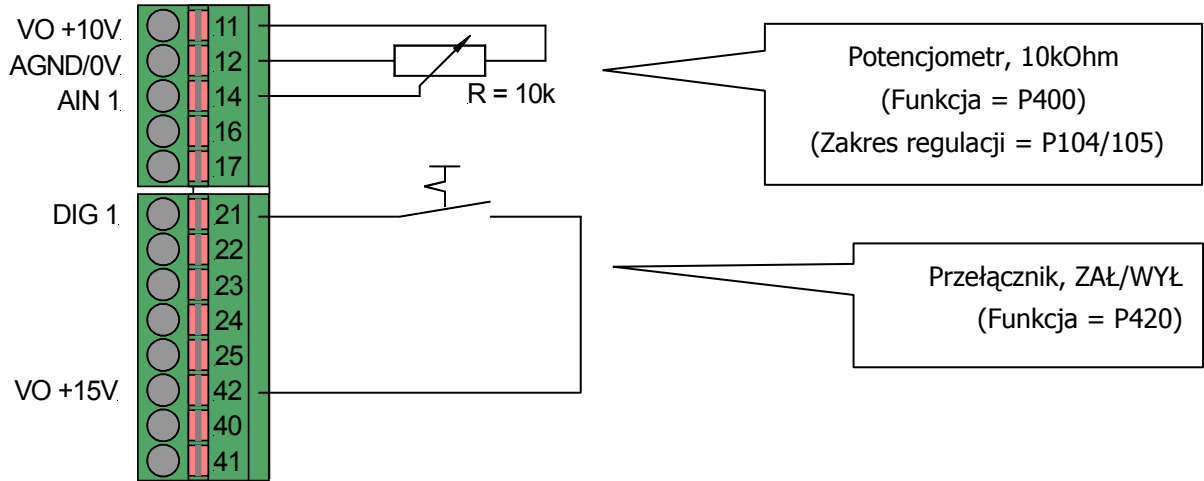 VO +10V
AGND/0V
AIN 1
11
12
14
16
17
R = 10k
Potencjometr, 10kOhm
(Funkcja = P400)
(Zakres regulacji = P104/105)
DIG 1
21
22
23
24
25
42
40
41
VO +15V
Przełącznik, ZAŁ/WYŁ
(Funkcja = P420)